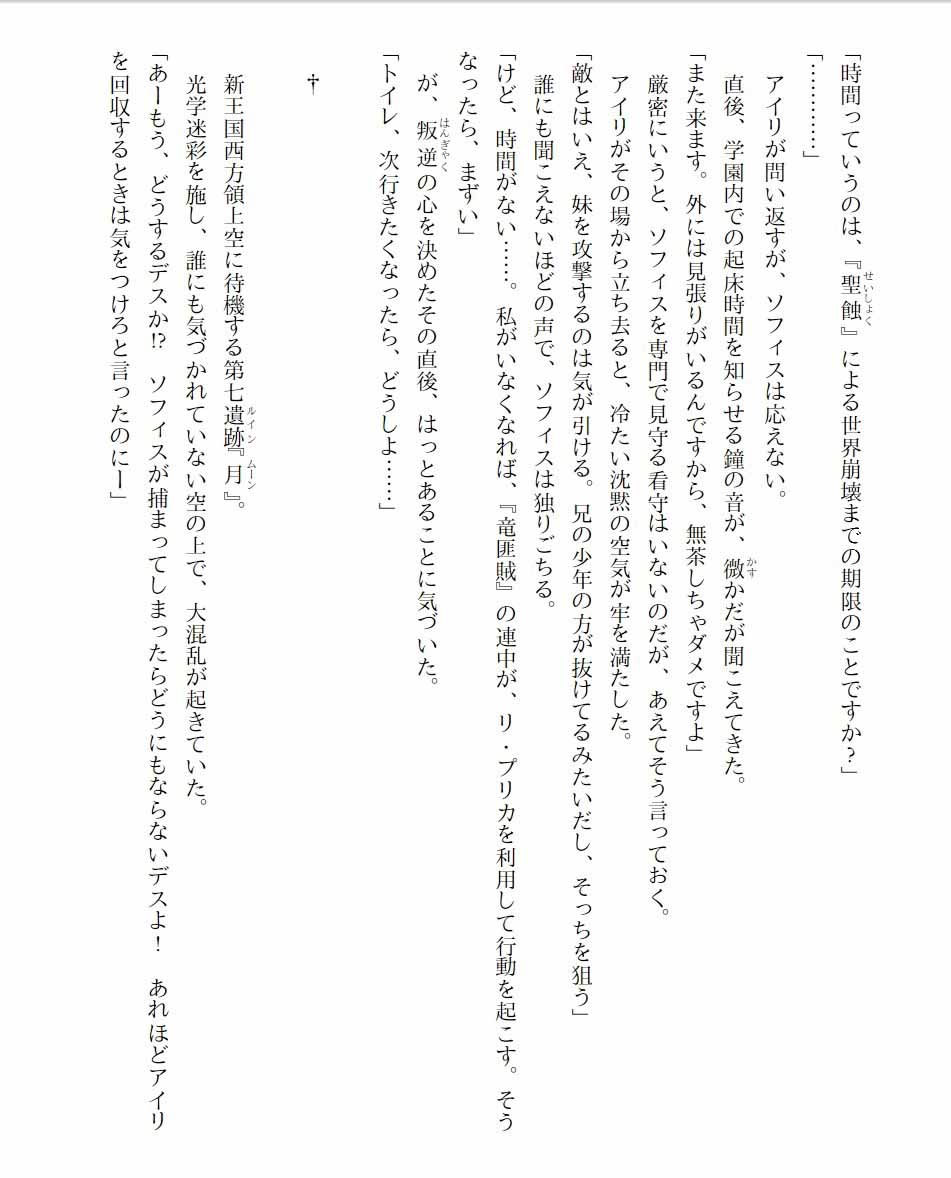 「時間っていうのは、『聖蝕』による世界崩壊までの期限のことですか?」
「…………」
　アイリが問い返すが、ソフィスは応えない。
　直後、学園内での起床時間を知らせる鐘の音が、微かだが聞こえてきた。
「また来ます。外には見張りがいるんですから、無茶しちゃダメですよ」
　厳密にいうと、ソフィスを専門で見守る看守はいないのだが、あえてそう言っておく。
　アイリがその場から立ち去ると、冷たい沈黙の空気が牢を満たした。
「敵とはいえ、妹を攻撃するのは気が引ける。兄の少年の方が抜けてるみたいだし、そっちを狙う」
　誰にも聞こえないほどの声で、ソフィスは独りごちる。
「けど、時間がない……。私がいなくなれば、『竜匪賊』の連中が、リ・プリカを利用して行動を起こす。そう
なったら、まずい」
　が、叛逆の心を決めたその直後、はっとあることに気づいた。
「トイレ、次行きたくなったら、どうしよ……」
†
　新王国西方領上空に待機する第七遺跡『月』。
　光学迷彩を施し、誰にも気づかれていない空の上で、大混乱が起きていた。
「あーもう、どうするデスか!?　ソフィスが捕まってしまったらどうにもならないデスよ!　あれほどアイリ
を回収するときは気をつけろと言ったのにー」
せいしょく
かす
はんぎゃく
ルイン
ムーン